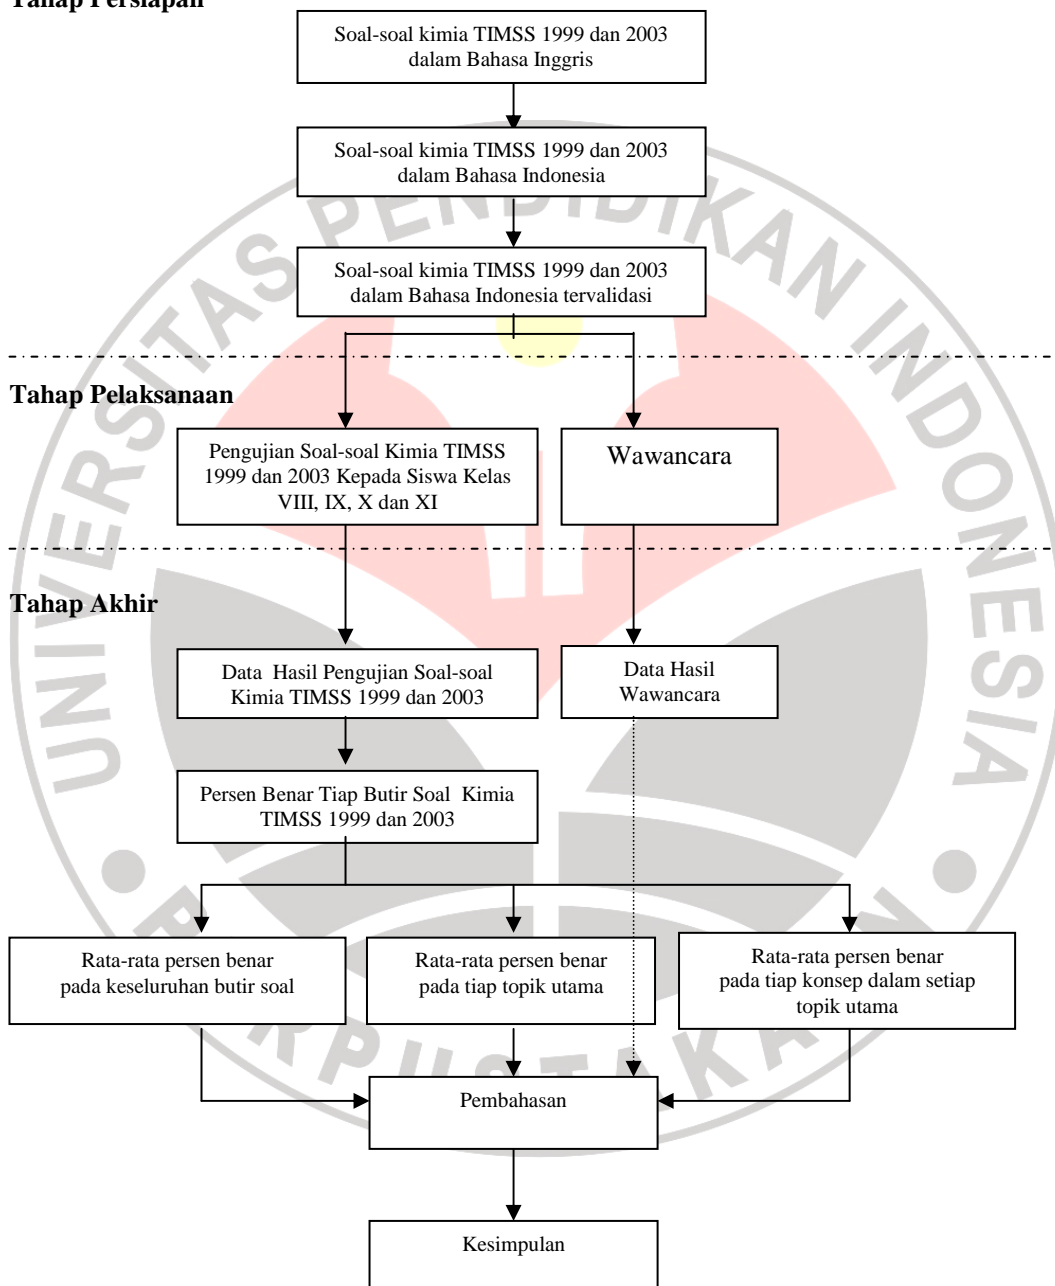 Tahap Persiapan
Soal-soal kimia TIMSS 1999 dan 2003
dalam Bahasa Inggris
Soal-soal kimia TIMSS 1999 dan 2003
dalam Bahasa Indonesia
Soal-soal kimia TIMSS 1999 dan 2003
dalam Bahasa Indonesia tervalidasi
Tahap Pelaksanaan
Pengujian Soal-soal Kimia TIMSS
1999 dan 2003 Kepada Siswa Kelas
VIII, IX, X dan XI
Wawancara
Tahap Akhir
Data Hasil Pengujian Soal-soal
Kimia TIMSS 1999 dan 2003
Data Hasil
Wawancara
Persen Benar Tiap Butir Soal Kimia
TIMSS 1999 dan 2003
Rata-rata persen benar
pada keseluruhan butir soal
Rata-rata persen benar
pada tiap topik utama
Rata-rata persen benar
pada tiap konsep dalam setiap
topik utama
Pembahasan
Kesimpulan
UNIVERSITAS PENDIDIKAN INDONESIA
PERPUSTAKAAN